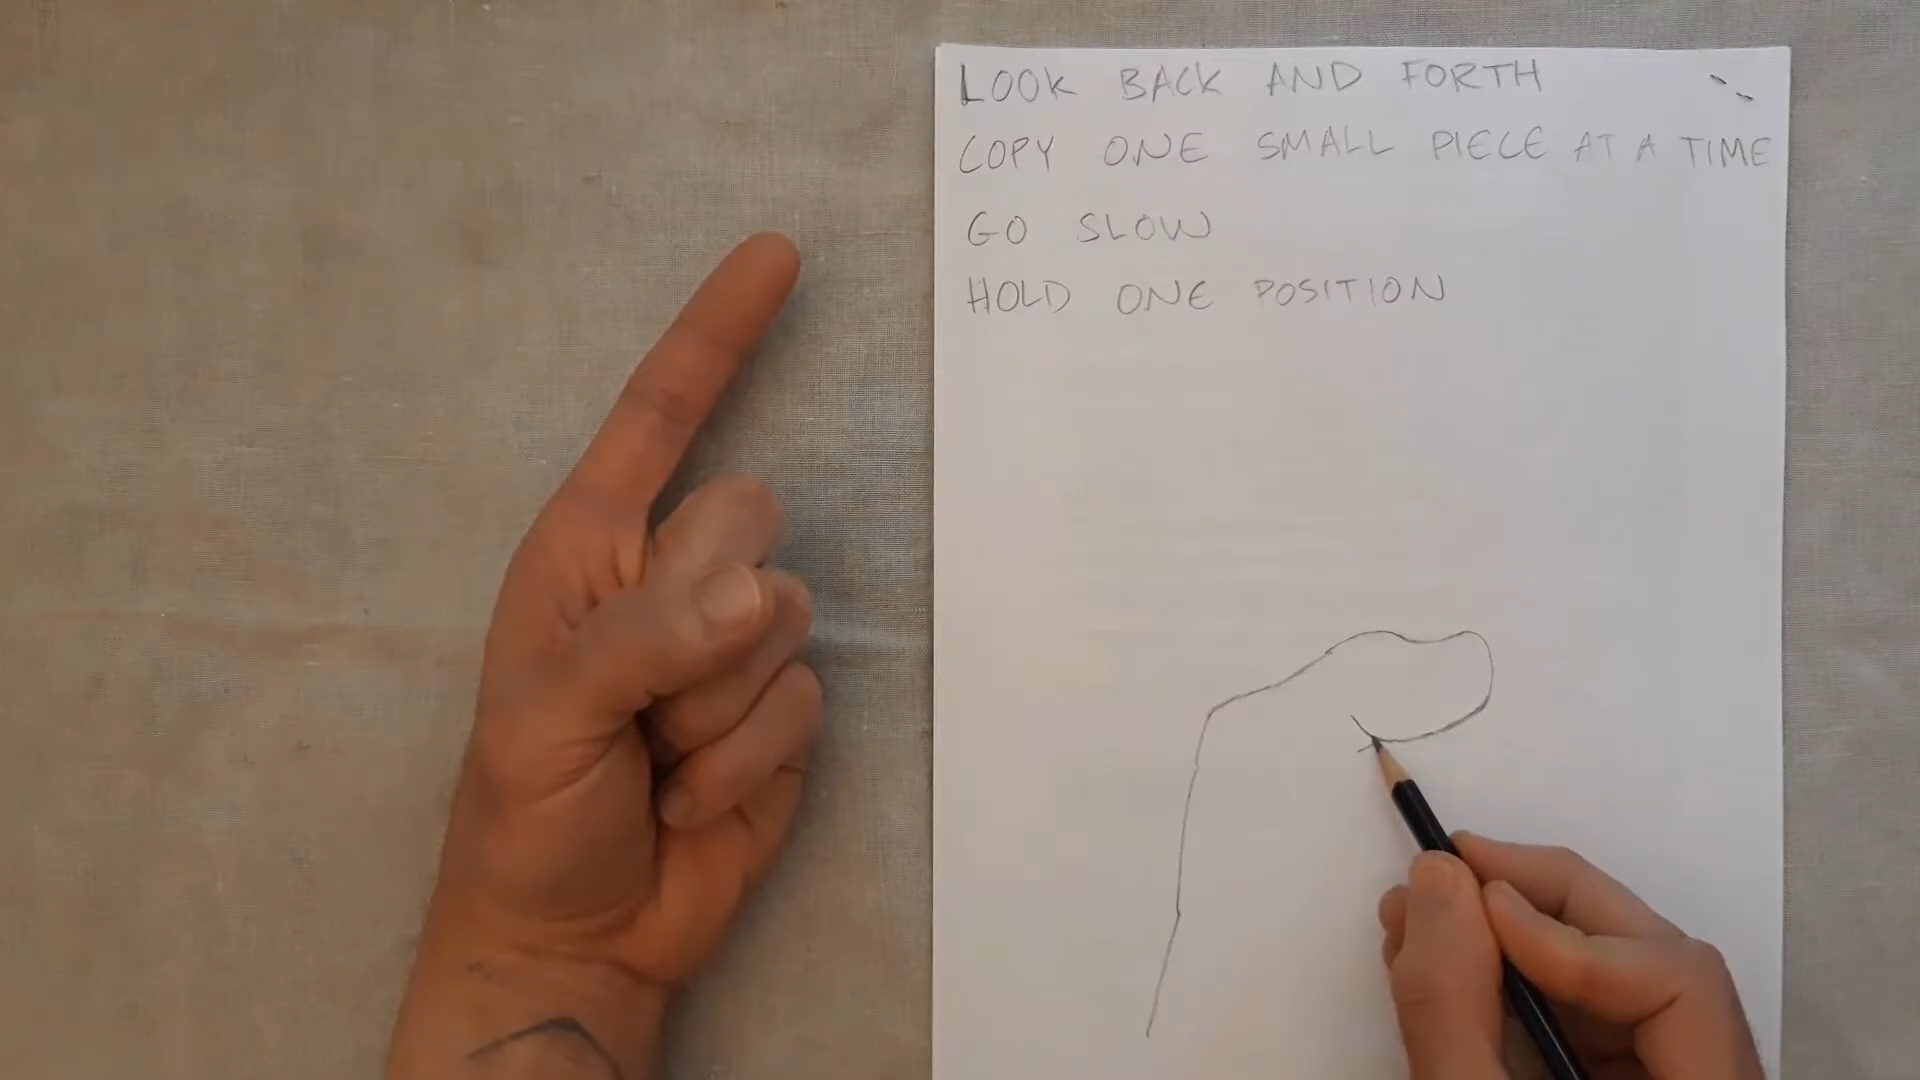 LOOK BACK AND FORTH
COPY ONE SMALL PIECE AT A TIME
GO SLOW
HOLD ONE POSITION